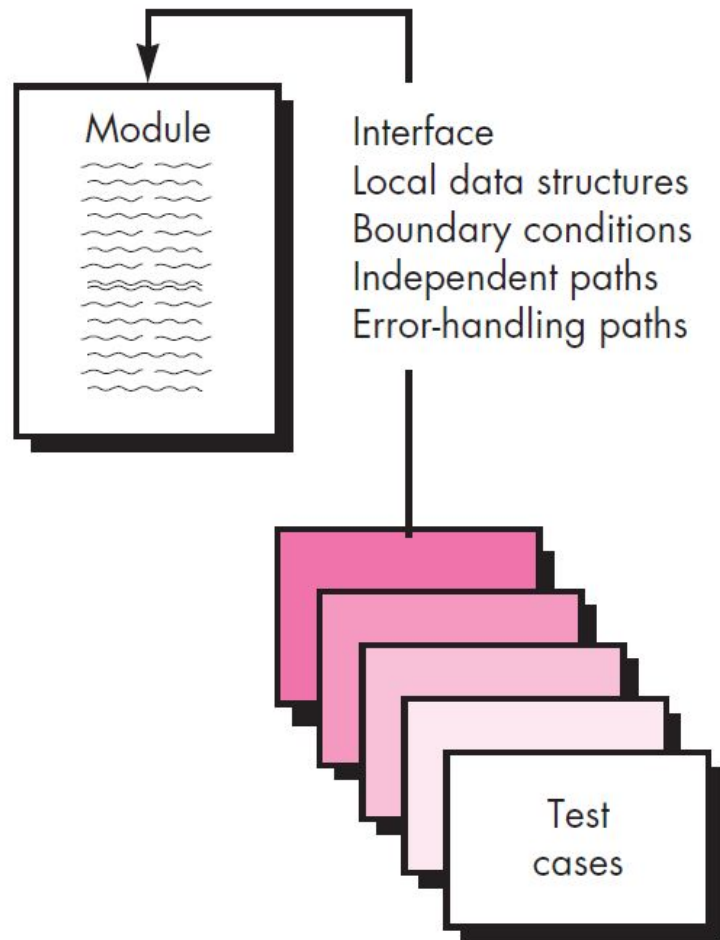 Module
Interface
Local data structures
Boundary conditions
Independent paths
Error-handling paths
Test
cases